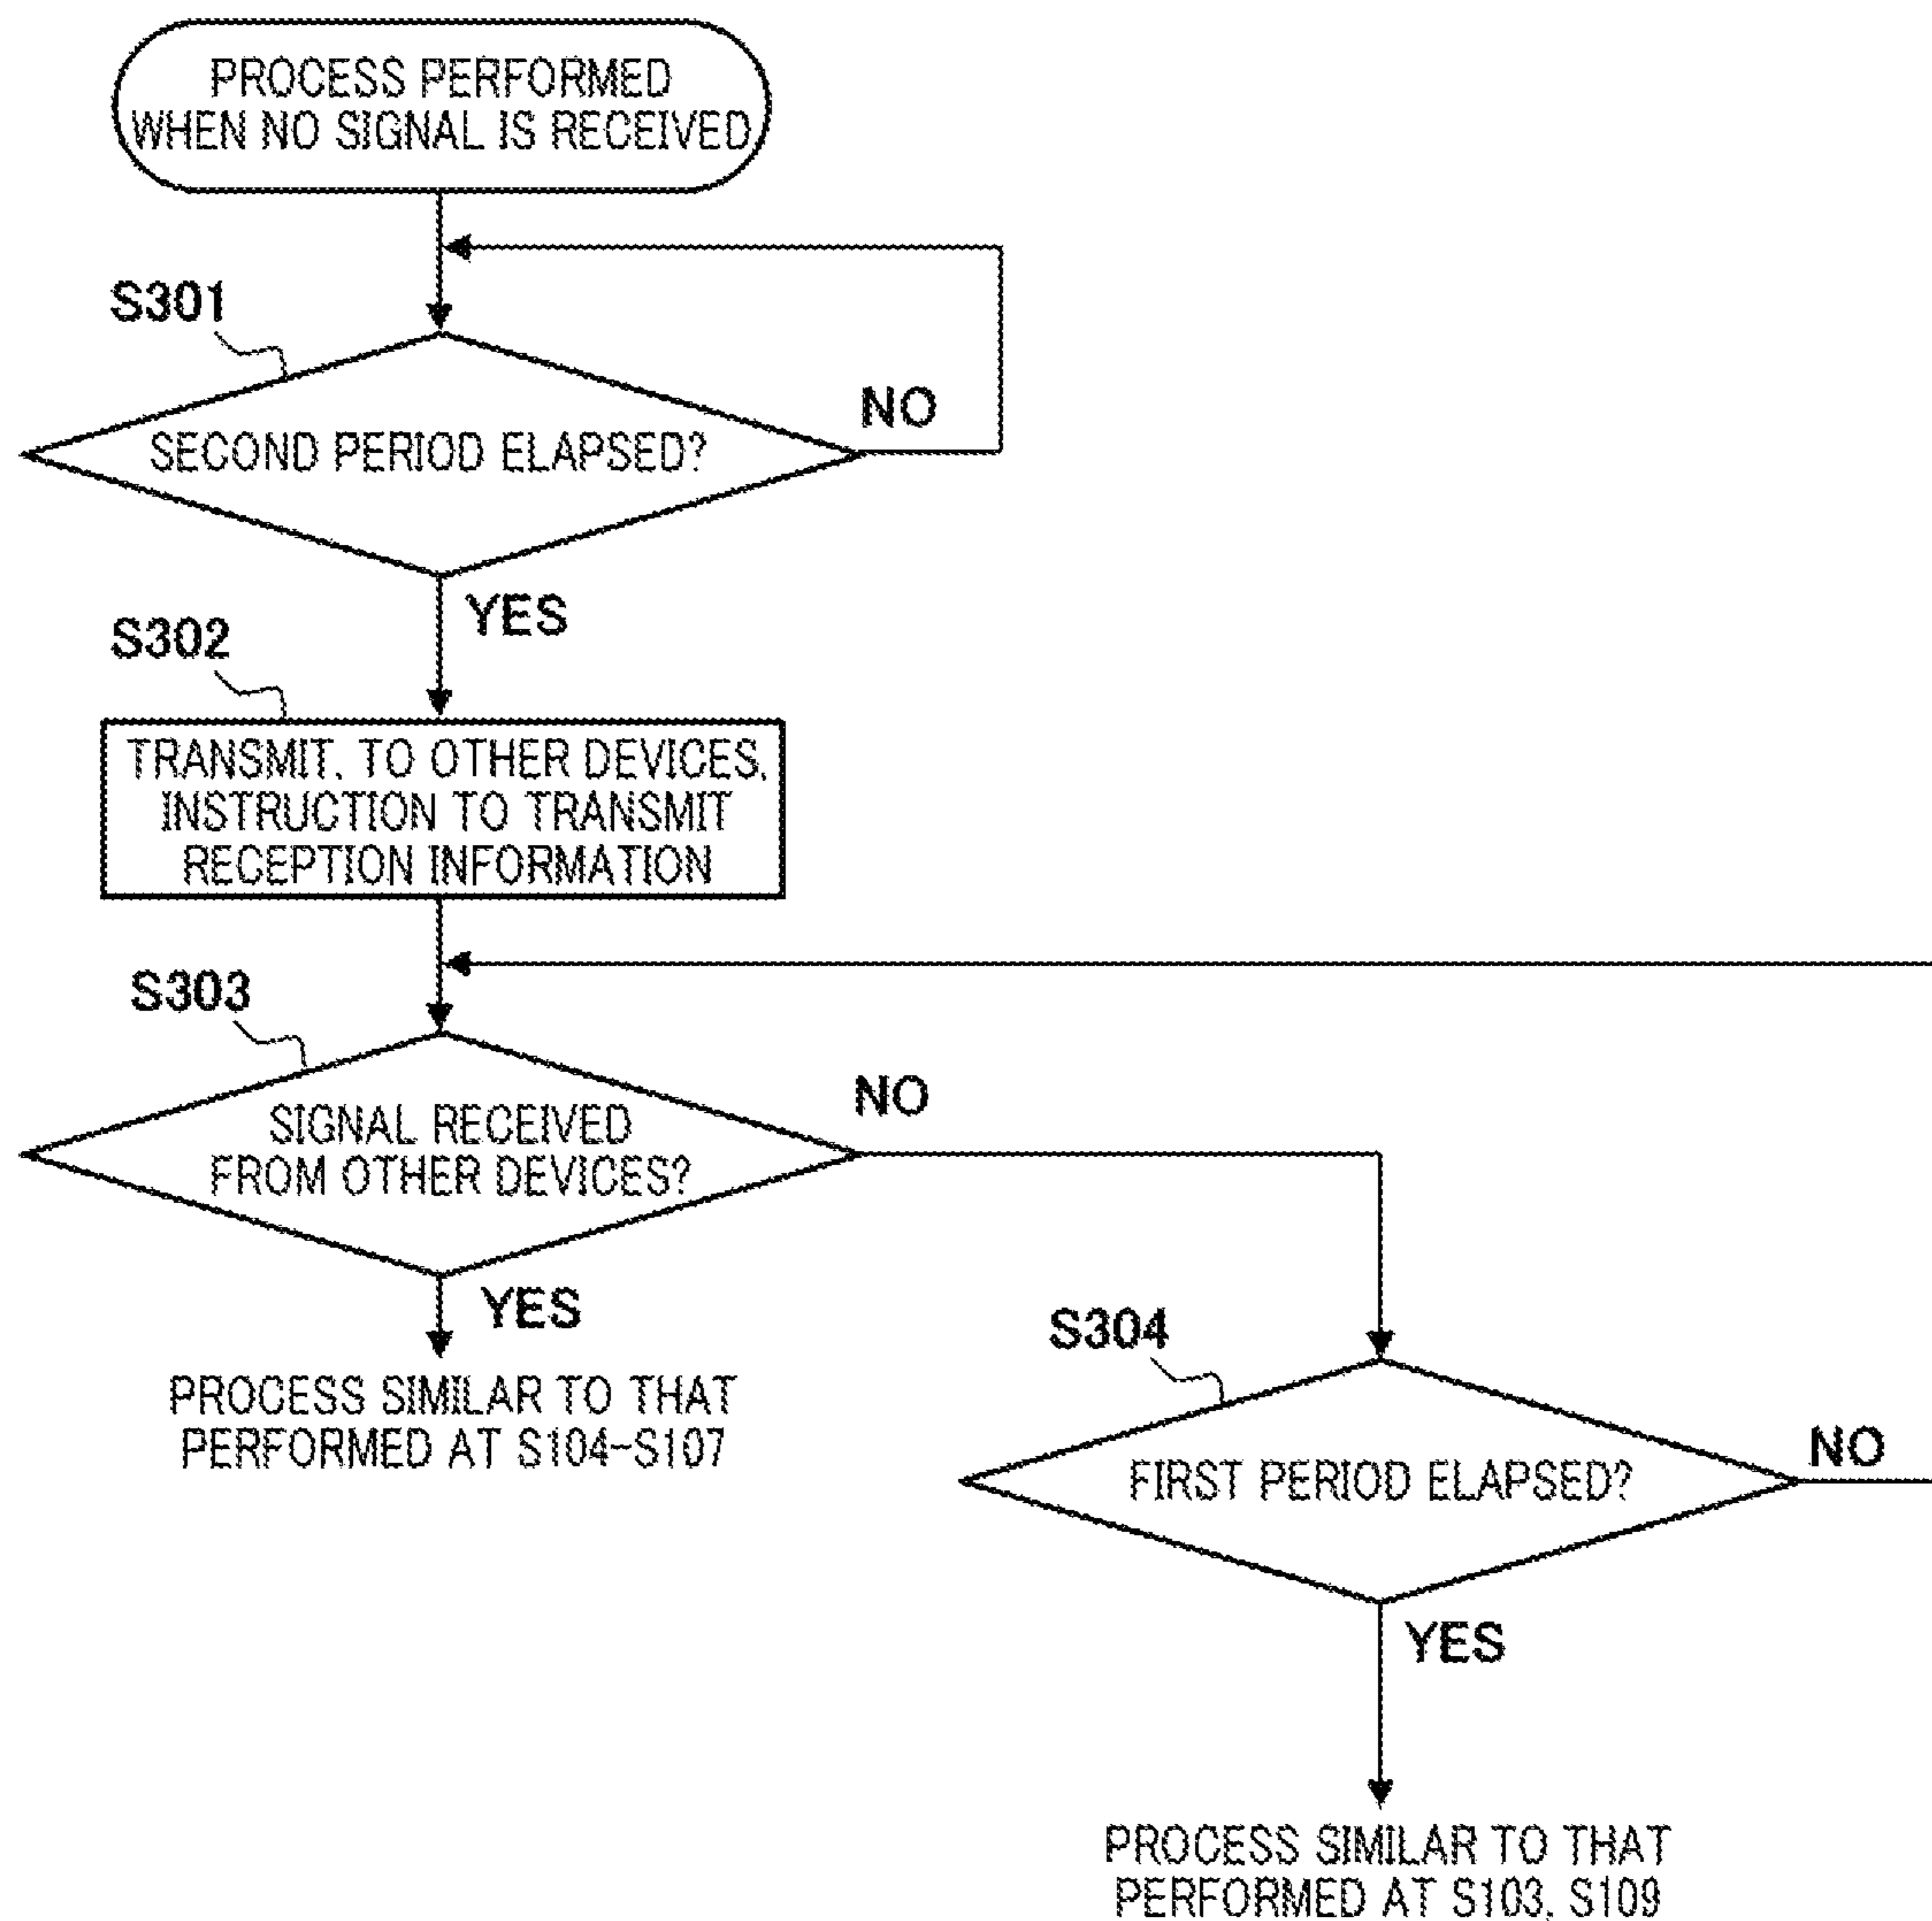 PROCESS PERFORMED
WHEN NO SIGNAL IS RECEIVED
S301
SECOND PERIOD ELAPSED?
NO
YES
S302
TRANSMIT, TO OTHER DEVICES,
INSTRUCTION TO TRANSMIT
RECEPTION INFORMATION
S303
SIGNAL RECEIVED
FROM OTHER DEVICES?
NO
YES
PROCESS SIMILAR TO THAT
PERFORMED AT S104-S107
S304
FIRST PERIOD ELAPSED?
NO
YES
PROCESS SIMILAR TO THAT
PERFORMED AT S103, S109